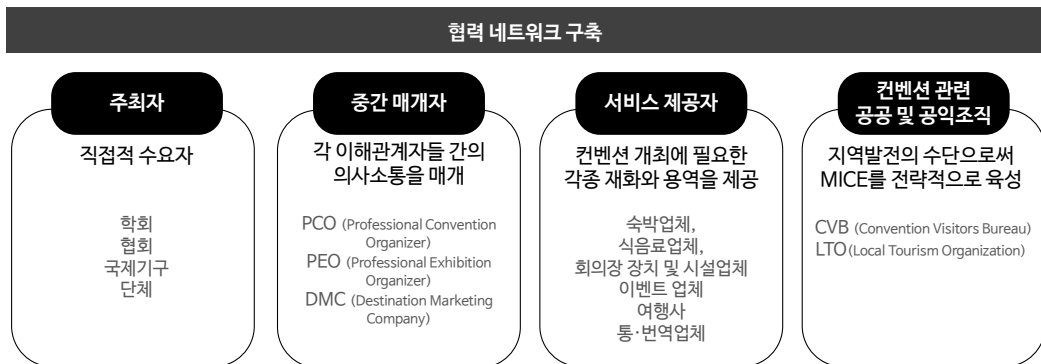 협력 네트워크 구축
주최자
직접적 수요자
학회
협회
국제기구
단체
중간 매개자
각 이해관계자들 간의
의사소통을 매개
PCO (Professional Convention
Organizer)
PEO (Professional Exhibition
Organizer)
DMC (Destination Marketing
Company)
서비스 제공자
컨벤션 개최에 필요한
각종 재화와 용역을 제공
숙박업체,
식음료업체,
회의장 장치 및 시설업체
이벤트 업체
여행사
통·번역업체
컨벤션 관련
공공 및 공익조직
지역발전의 수단으로써
MICE를 전략적으로 육성
CVB (Convention Visitors Bureau)
LTO(Local Tourism Organization)